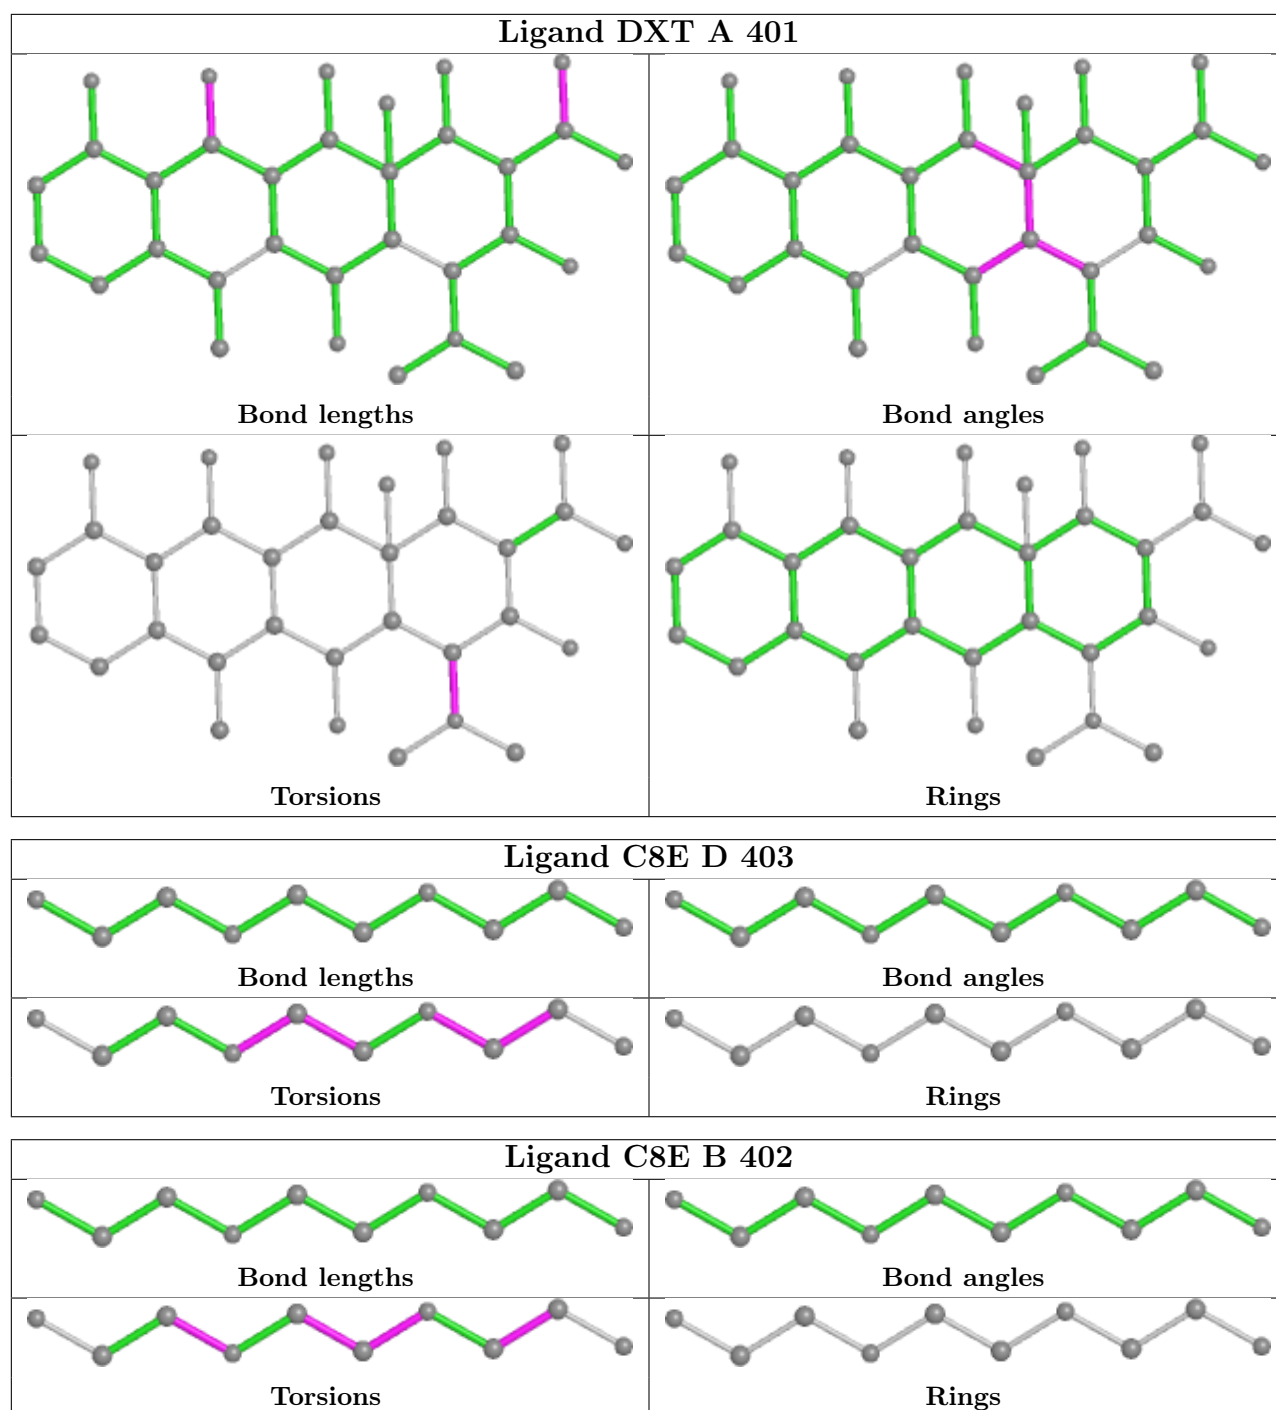 Ligand DXT A 401
Bond lengths
Bond angles
Torsions
Rings
Ligand C8E D 403
Bond lengths
Bond angles
Torsions
Rings
Ligand C8E B 402
Bond lengths
Bond angles
Torsions
Rings